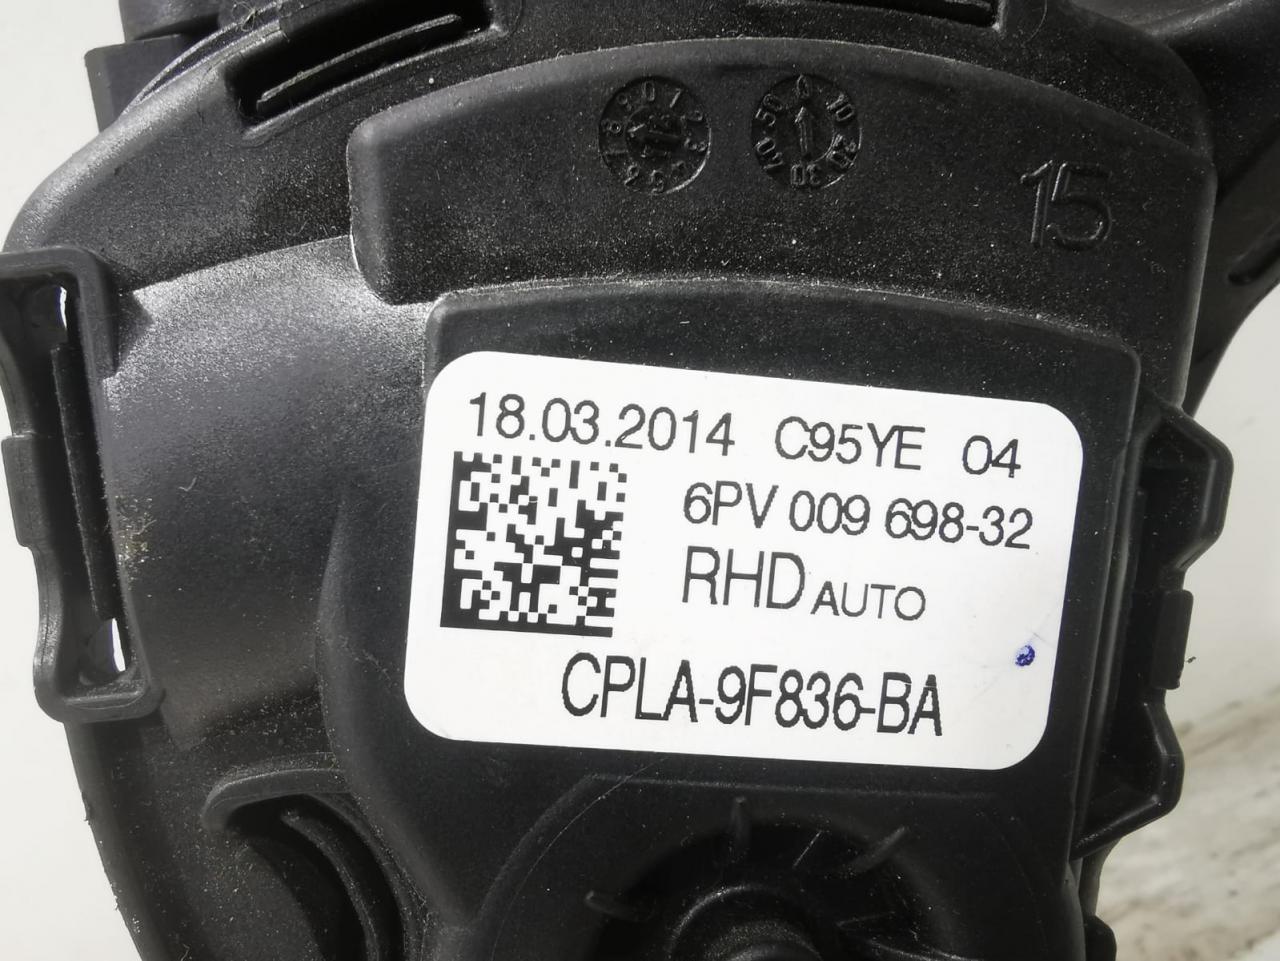 15
18.03.2014 C95YE 04
6PV 009 698-32
RHD AUTO
CPLA-9F836-BA